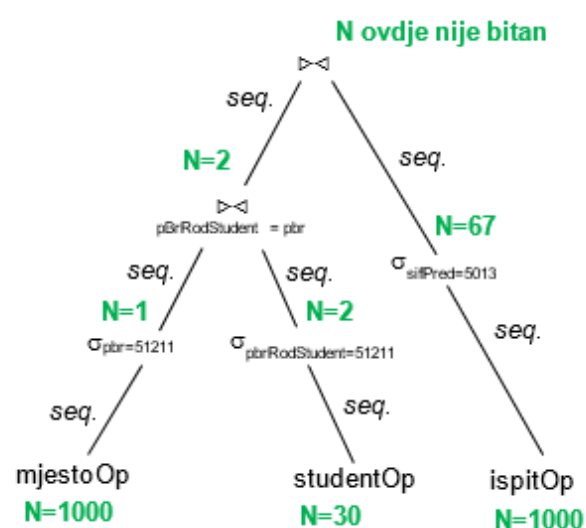 N ovdje nije bitan
▷◁
seq.
seq.
N=2
▷◁
pBrRodStudent = pbr
N=67
σsifPred=5013
seq.
seq.
N=1
N=2
σpbr=51211
σpbrRodStudent=51211
seq.
seq.
seq.
mjestoOp
studentOp
ispitOp
N=1000
N=30
N=1000